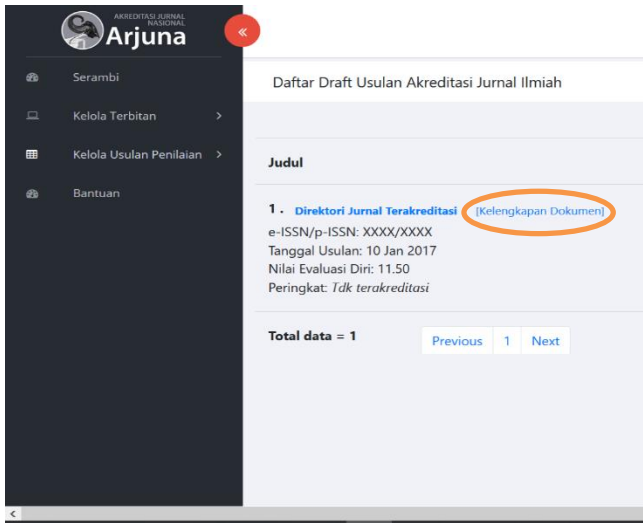 AKREDITASI JURNAL
NASIONAL
Arjuna
Serambi
Kelola Terbitan
Kelola Usulan Penilaian
Bantuan
Daftar Draft Usulan Akreditasi Jurnal Ilmiah
Judul
1. Direktori Jurnal Terakreditasi [Kelengkapan Dokumen]
e-ISSN/p-ISSN: XXXX/XXXX
Tanggal Usulan: 10 Jan 2017
Nilai Evaluasi Diri: 11.50
Peringkat: Tdk terakreditasi
Total data = 1 Previous 1 Next